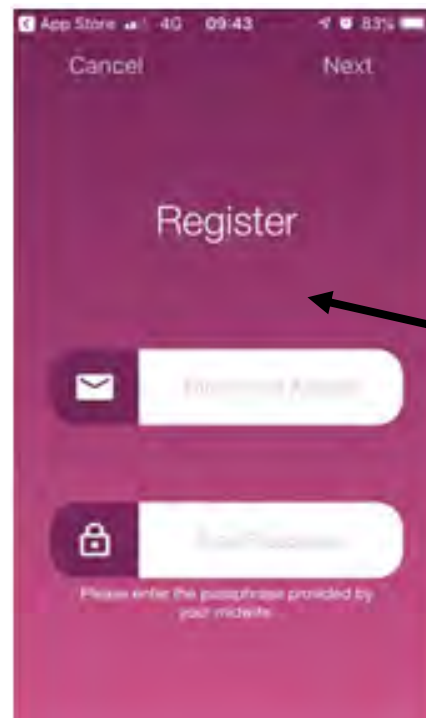 App Store 4G 09:43 83%
Cancel Next
Register
Please enter the passphrase provided by
your midwife